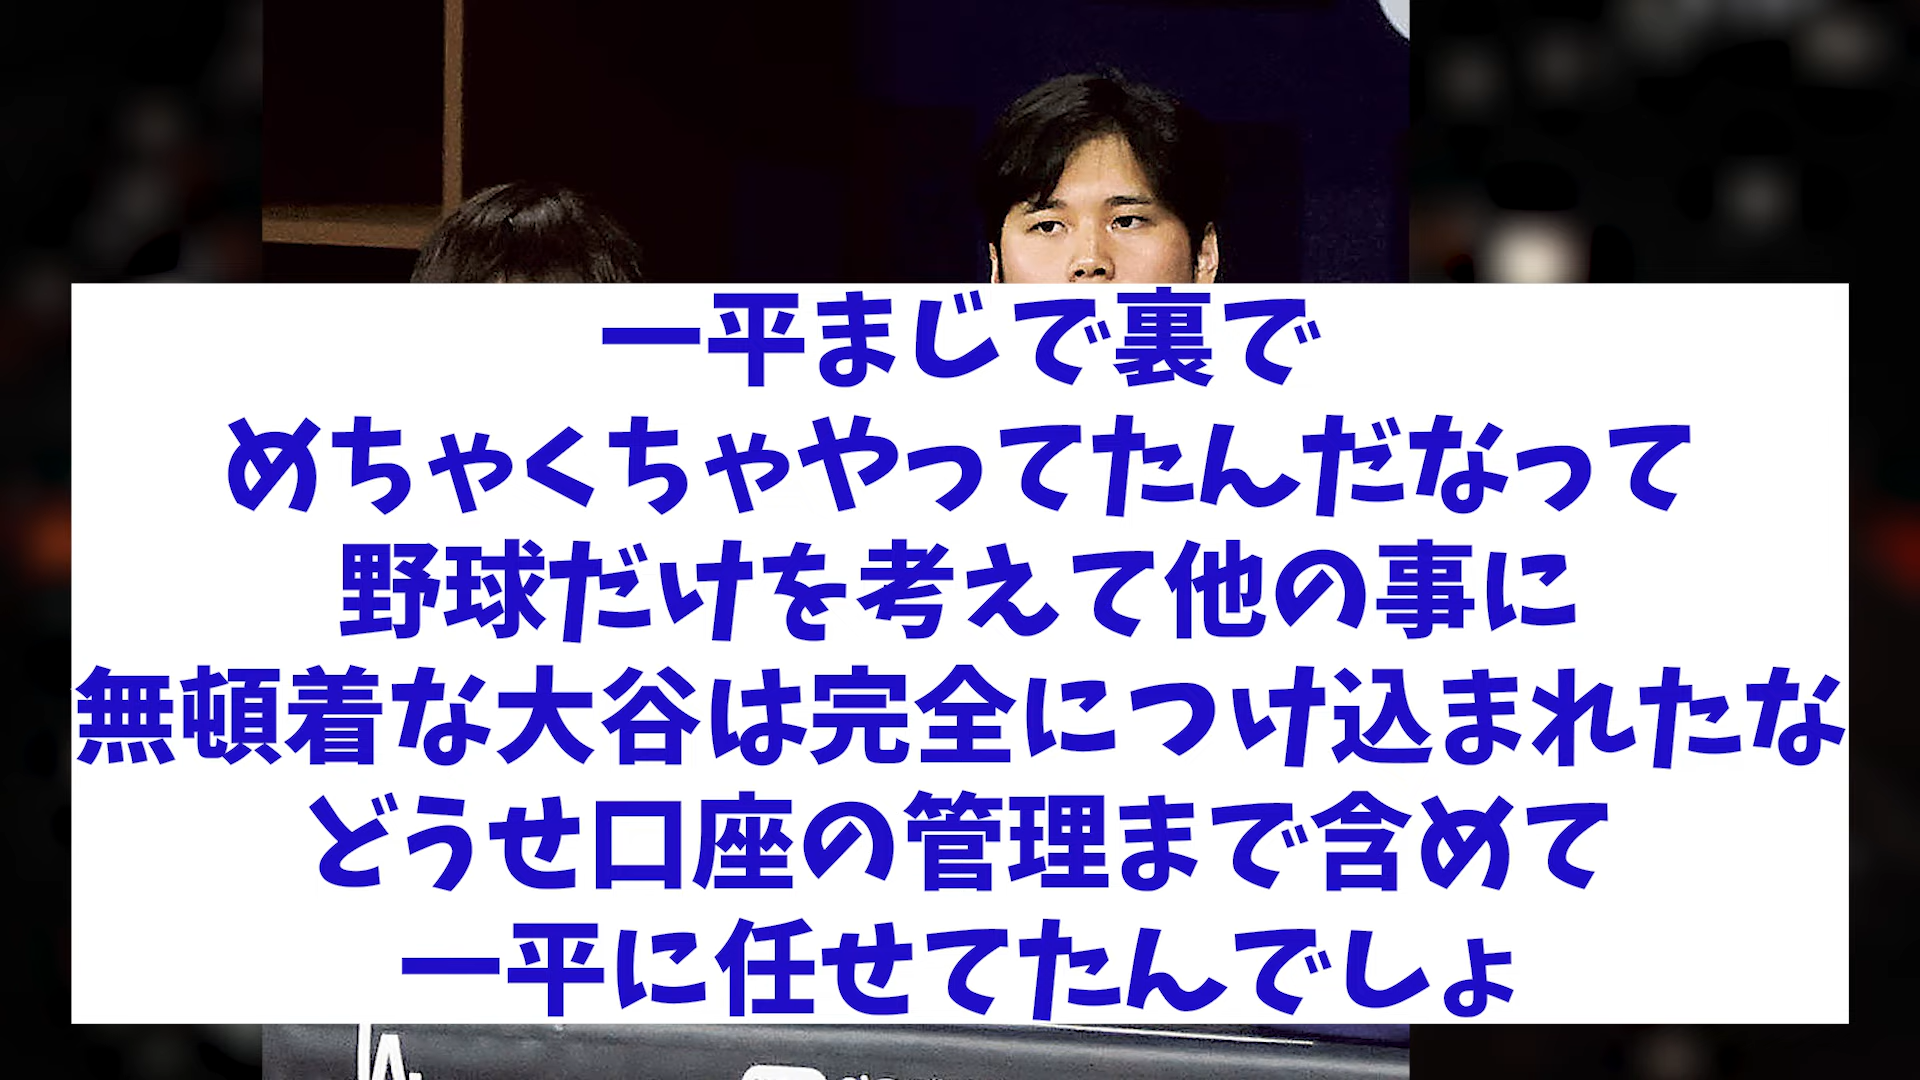 一平まじで裏で
めちゃくちゃやってたんだなって
野球だけを考えて他の事に
無頓着な大谷は完全につけ込まれたな
どうせ口座の管理まで含めて
一平に任せてたんでしょ